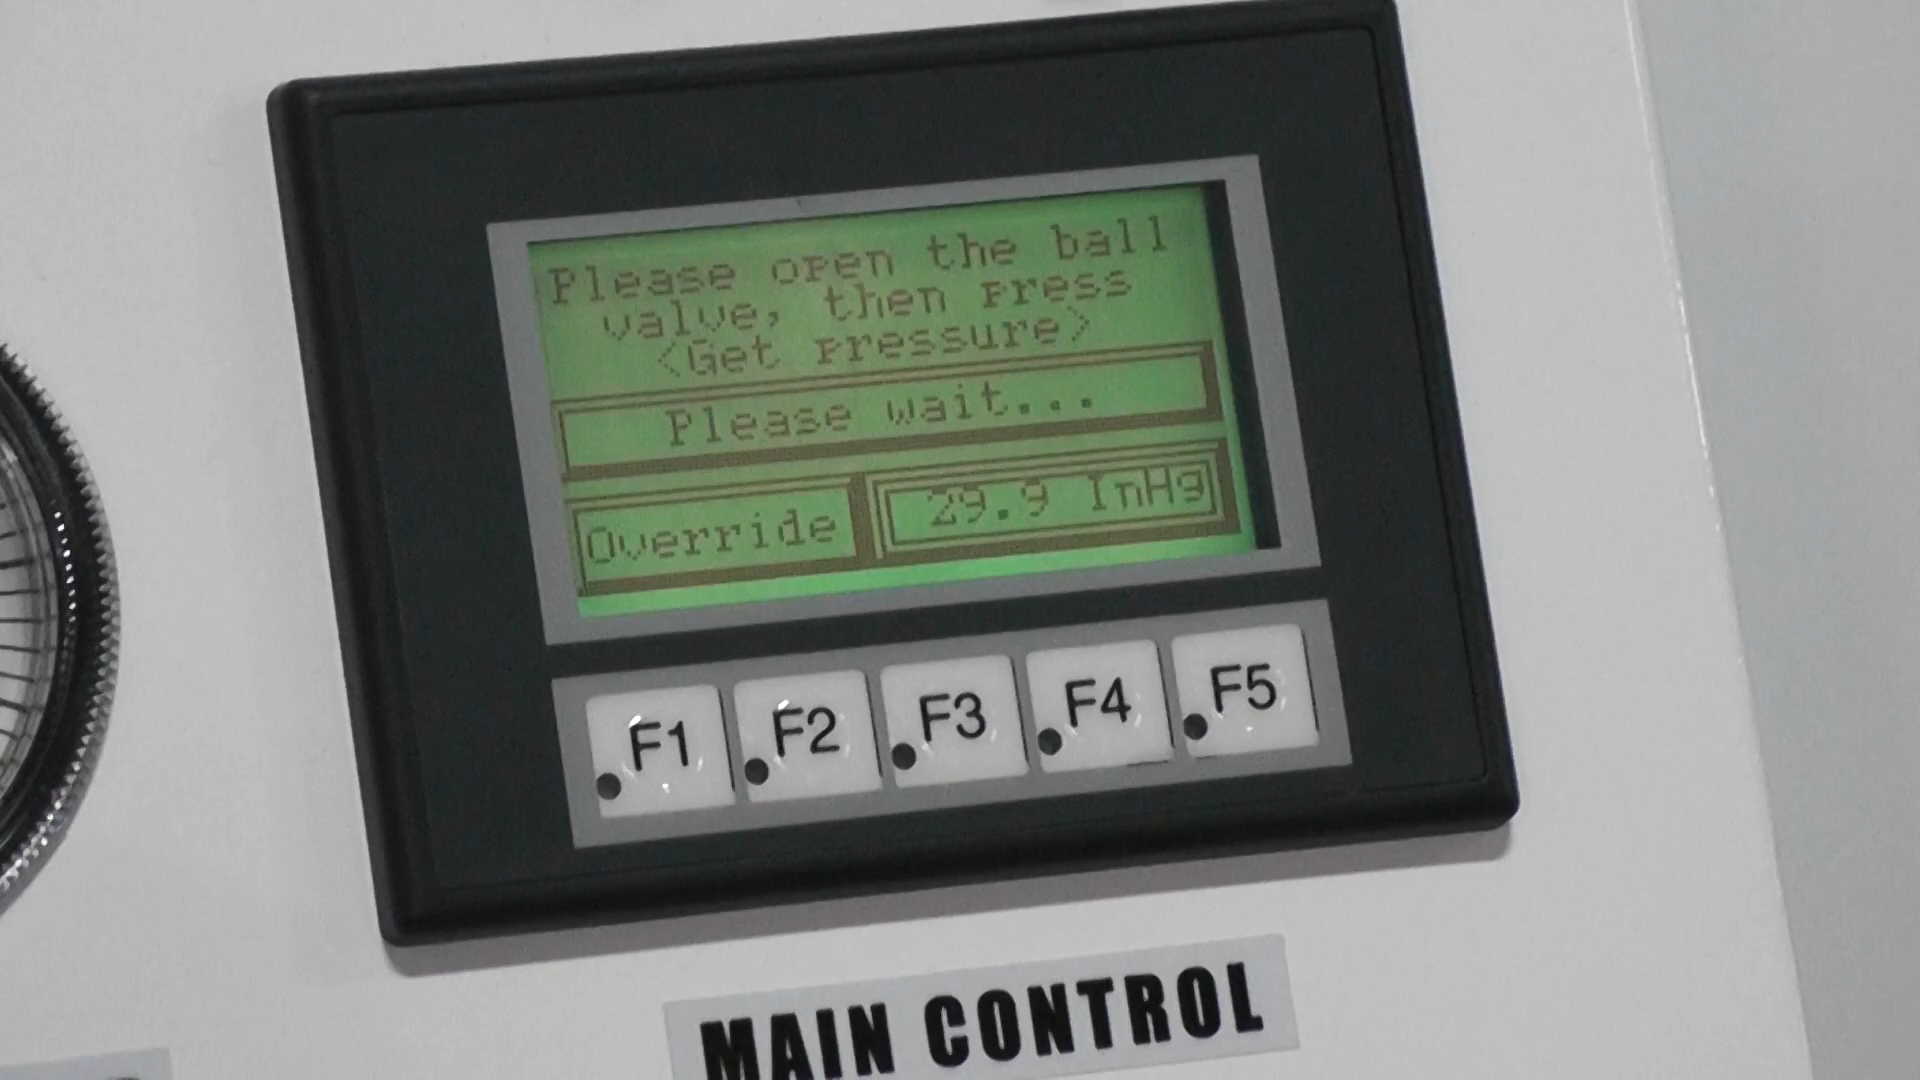 Please open the ball
valve, then press
<Get pressure>
Please wait...
Override
29.9 InHg
F1 F2 F3 F4 F5
MAIN CONTROL